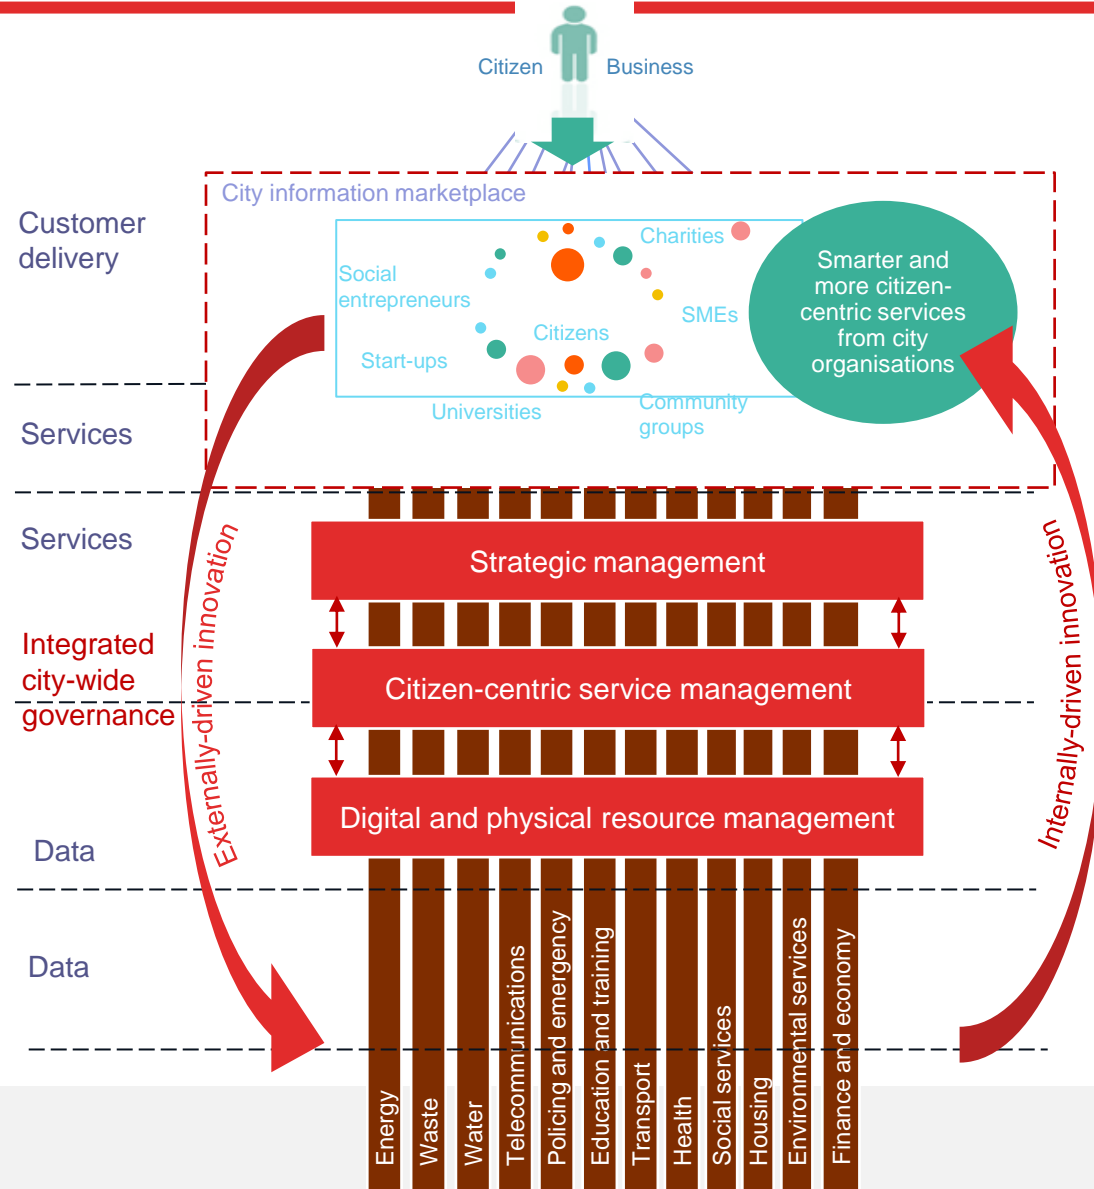 Citizen
Business
City information marketplace
Customer
delivery
Charities
Social
entrepreneurs
SMEs
Citizens
Start-ups
Universities
Community
groups
Smarter and
more citizen-
centric services
from city
organisations
Services
Services
Strategic management
Integrated
city-wide
governance
Citizen-centric service management
Externally-driven innovation
Internally-driven innovation
Digital and physical resource management
Data
Data
Energy
Waste
Water
Telecommunications
Policing and emergency
Education and training
Transport
Health
Social services
Housing
Environmental services
Finance and economy